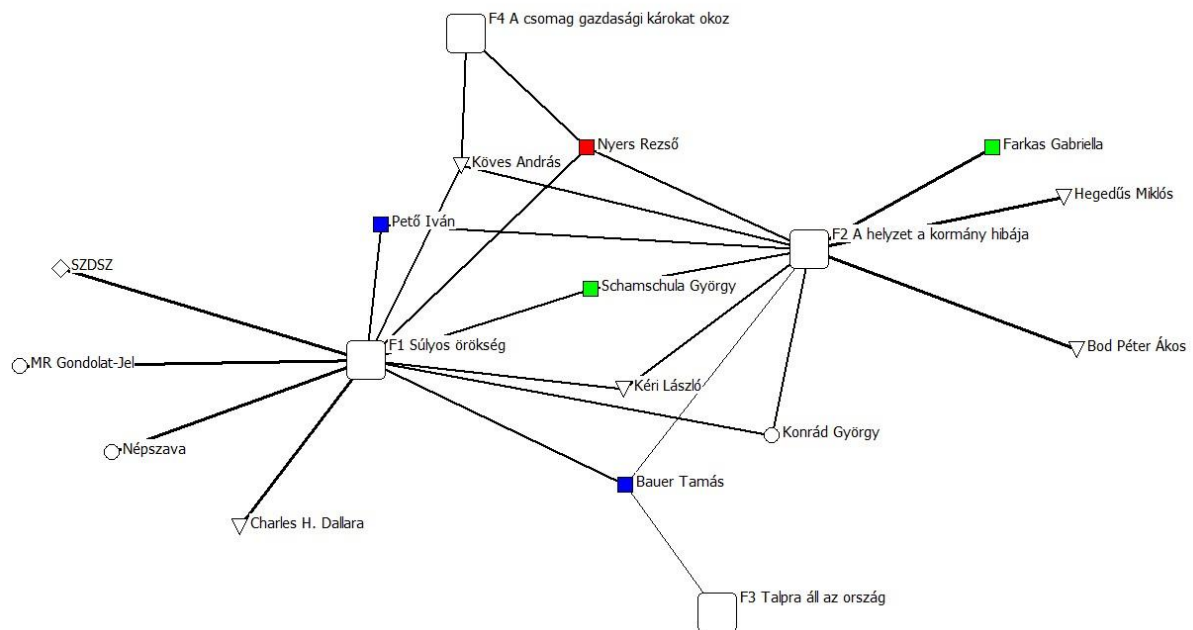 F4 A csomag gazdasági károkat okoz
Nyers Rezső
Farkas Gabriella
Köves András
Hegedűs Miklós
Pető Iván
F2 A helyzet a kormány hibája
SZDSZ
Schamschula György
F1 Súlyos örökség
Bod Péter Ákos
MR Gondolat-Jel
Kéri László
Konrád György
Népszava
Bauer Tamás
Charles H. Dallara
F3 Talpra áll az ország